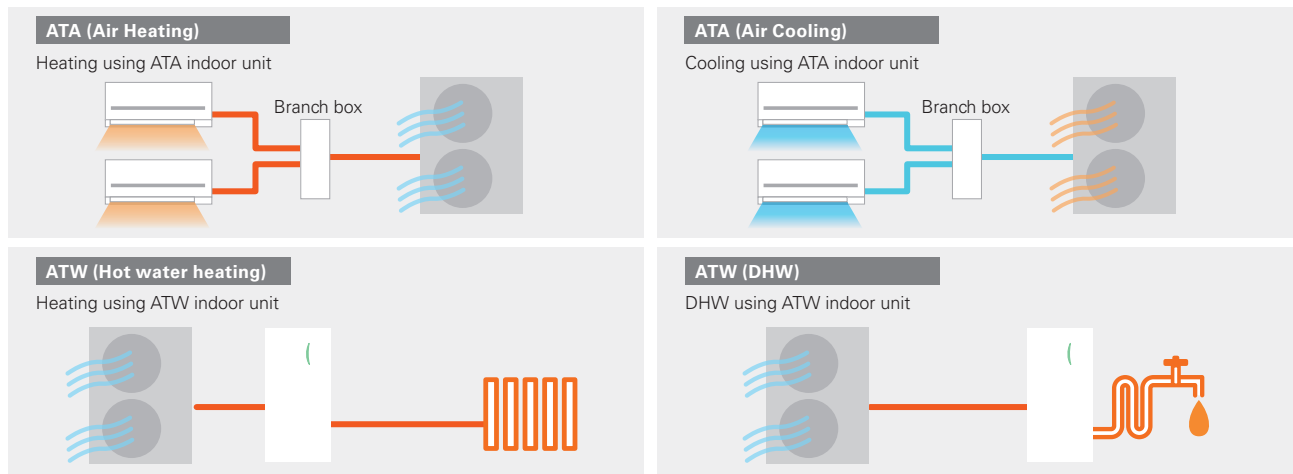 ATA (Air Heating)
Heating using ATA indoor unit
Branch box
ATA (Air Cooling)
Cooling using ATA indoor unit
Branch box
ATW (Hot water heating)
Heating using ATW indoor unit
ATW (DHW)
DHW using ATW indoor unit